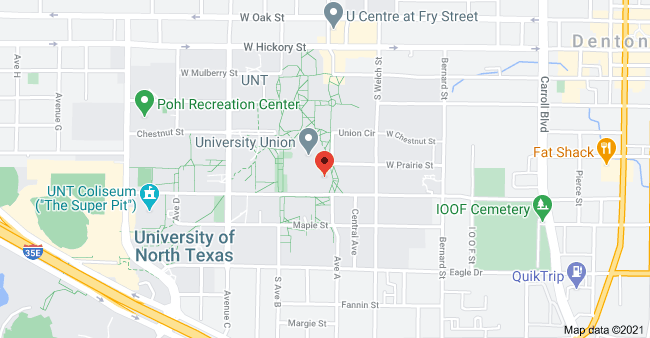 W Oak St
U Centre at Fry Street
W Hickory St
Denton
W Mulberry St
UNT
Ave H
Avenue G
Pohl Recreation Center
Chestnut St
University Union
Union Cir
S Welch St
Bernard St
W Chestnut St
W Prairie St
Carroll Blvd
Fat Shack
Pierce St
UNT Coliseum
("The Super Pit")
Ave D
IOOF Cemetery
35E
University of
North Texas
Maple St
Central Ave
Ave A
Bernard St
IOOF St
Eagle Dr
QuikTrip
Avenue C
S Ave B
Fannin St
Margie St
Map data ©2021